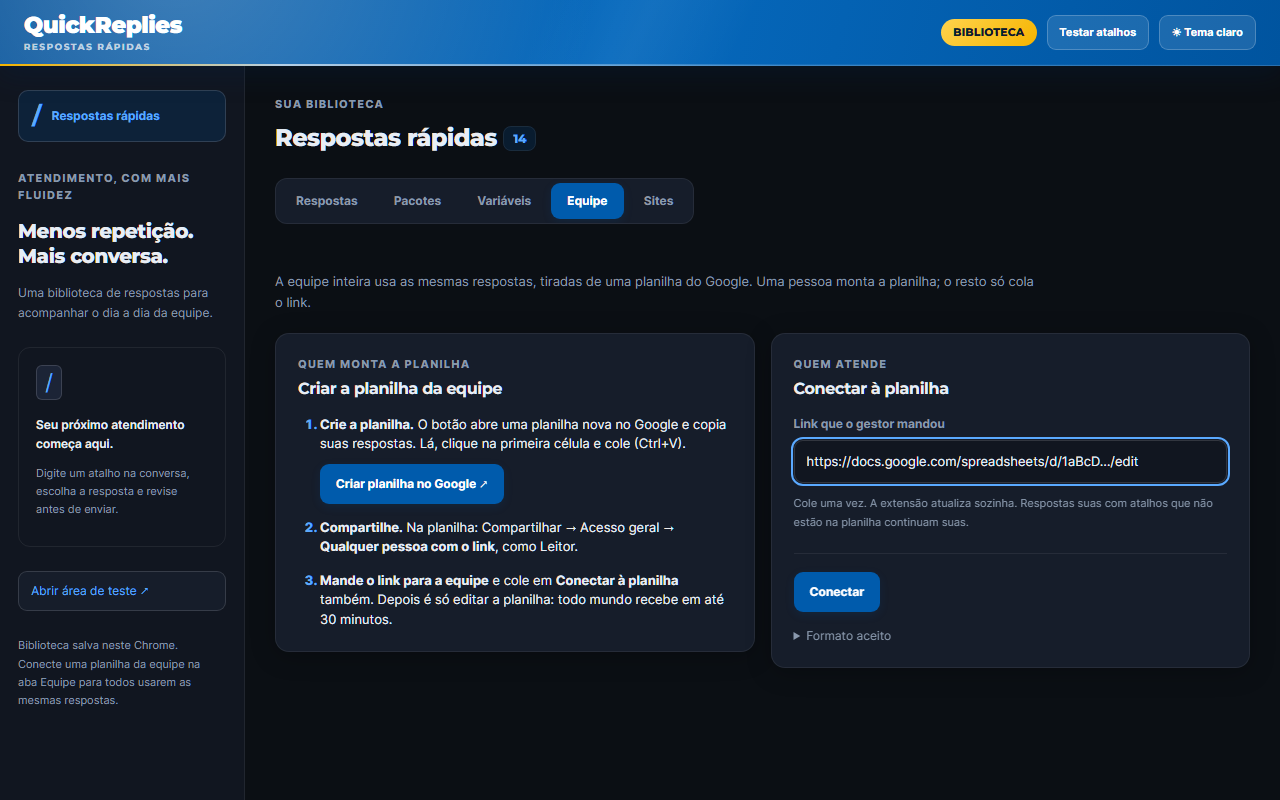 QuickReplies
RESPOSTAS RÁPIDAS
BIBLIOTECA
Testar atalhos
☀ Tema claro
/ Respostas rápidas
ATENDIMENTO, COM MAIS
FLUIDEZ
Menos repetição.
Mais conversa.
Uma biblioteca de respostas para
acompanhar o dia a dia da equipe.
/
Seu próximo atendimento
começa aqui.
Digite um atalho na conversa,
escolha a resposta e revise
antes de enviar.
Abrir área de teste ↗
Biblioteca salva neste Chrome.
Conecte uma planilha da equipe na
aba Equipe para todos usarem as
mesmas respostas.
SUA BIBLIOTECA
Respostas rápidas 14
Respostas Pacotes Variáveis Equipe Sites
A equipe inteira usa as mesmas respostas, tiradas de uma planilha do Google. Uma pessoa monta a planilha; o resto só cola
o link.
QUEM MONTA A PLANILHA
Criar a planilha da equipe
1. Crie a planilha. O botão abre uma planilha nova no Google e copia
suas respostas. Lá, clique na primeira célula e cole (Ctrl+V).
Criar planilha no Google ↗
2. Compartilhe. Na planilha: Compartilhar → Acesso geral →
Qualquer pessoa com o link, como Leitor.
3. Mande o link para a equipe e cole em Conectar à planilha
também. Depois é só editar a planilha: todo mundo recebe em até
30 minutos.
QUEM ATENDE
Conectar à planilha
Link que o gestor mandou
https://docs.google.com/spreadsheets/d/1aBcD.../edit
Cole uma vez. A extensão atualiza sozinha. Respostas suas com atalhos que não
estão na planilha continuam suas.
Conectar
▶ Formato aceito